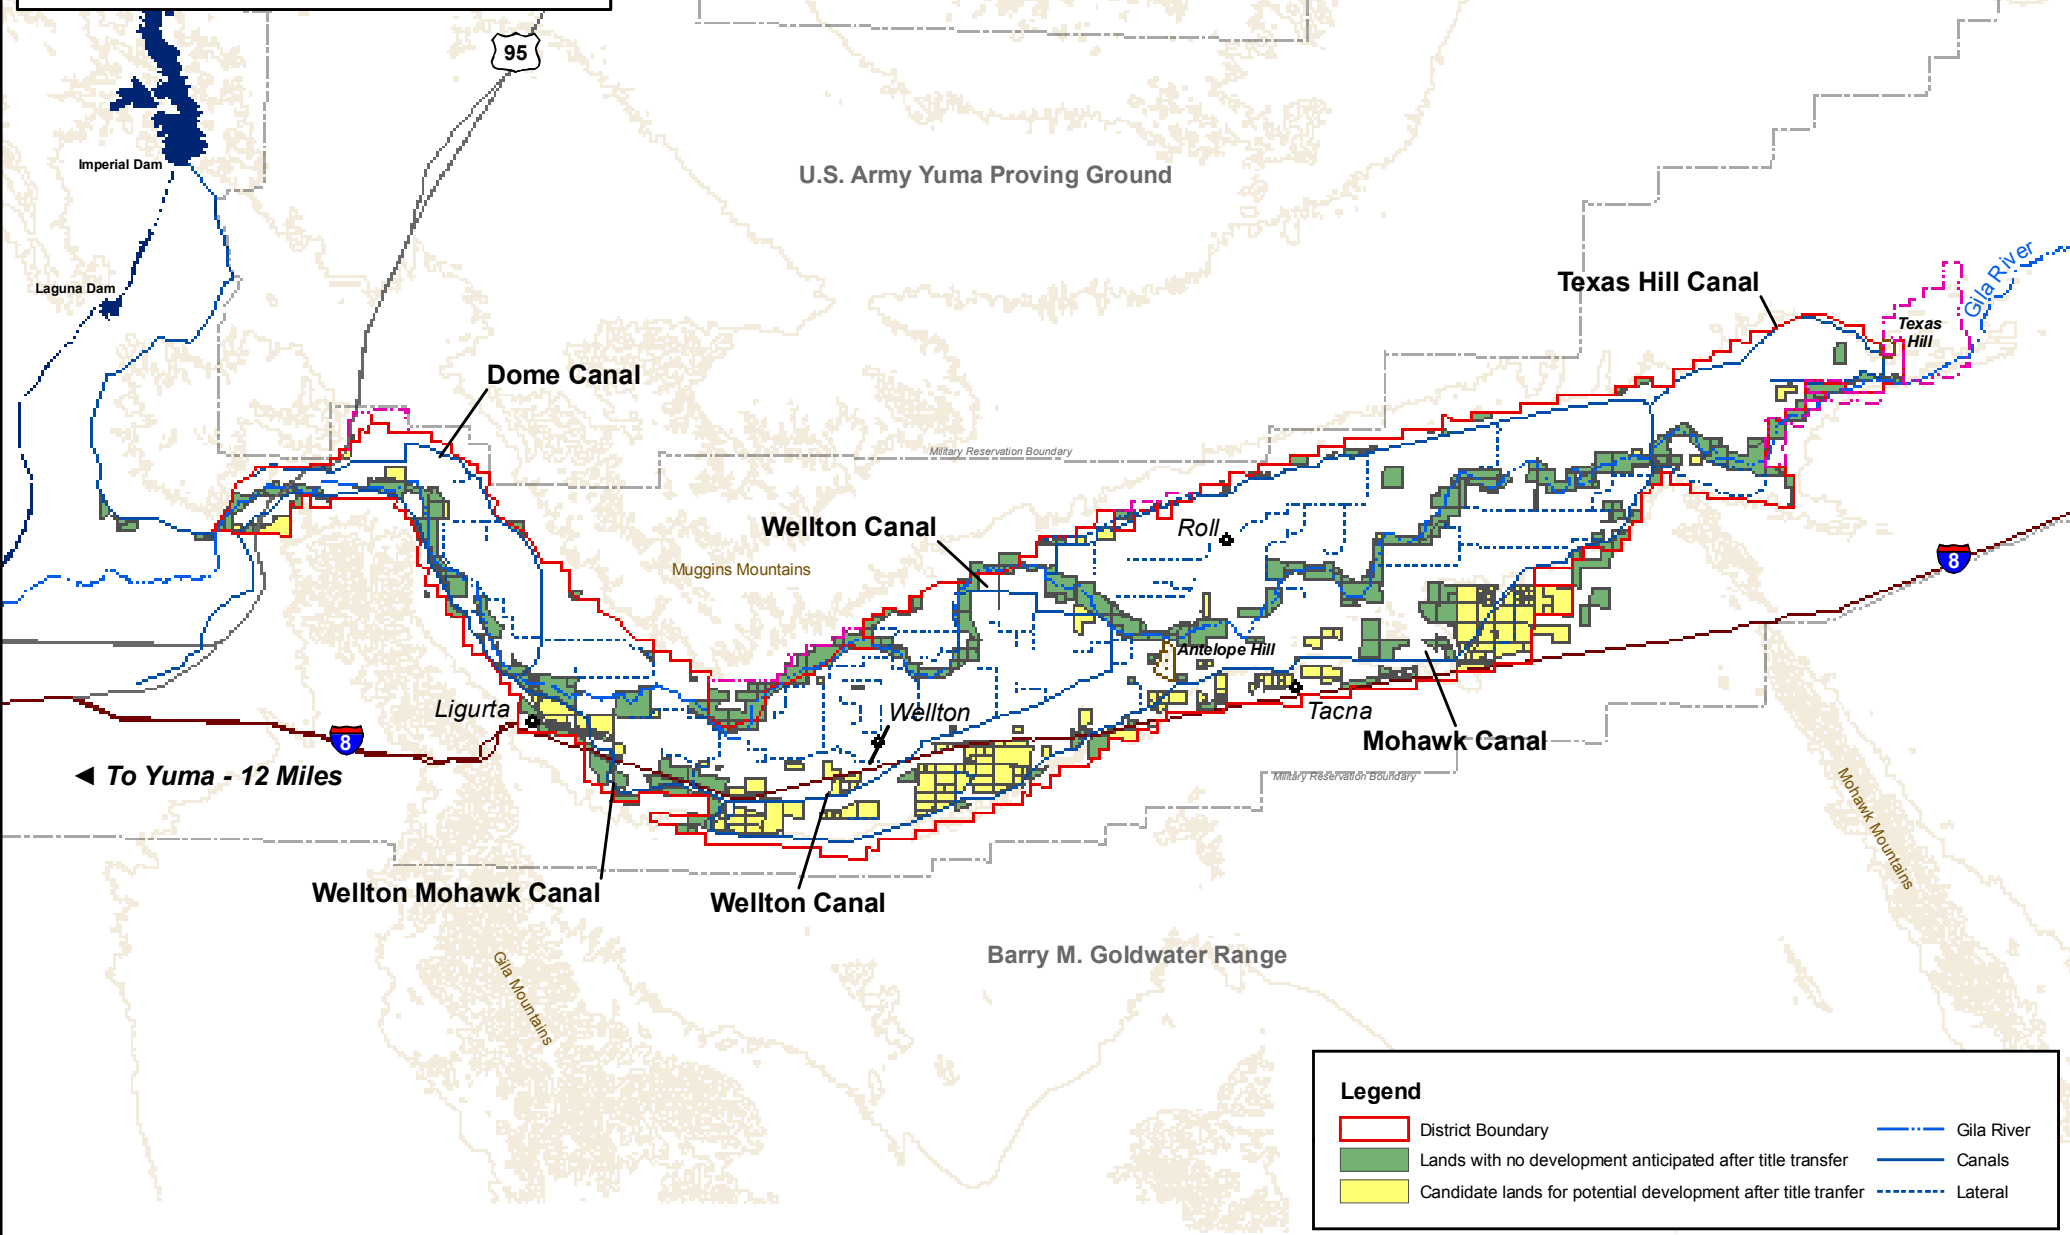 95
Imperial Dam
U.S. Army Yuma Proving Ground
Gila River
Laguna Dam
Texas Hill Canal
Texas
Hill
Dome Canal
Military Reservation Boundary
Wellton Canal
Roll
8
Muggins Mountains
Antelope Hill
Ligurta
Wellton
Tacna
8
Mohawk Canal
◄ To Yuma - 12 Miles
Military Reservation Boundary
Mohawk Mountains
Wellton Mohawk Canal
Wellton Canal
Barry M. Goldwater Range
Gila Mountains
Legend
District Boundary
Lands with no development anticipated after title transfer
Candidate lands for potential development after title tranfer
Gila River
Canals
Lateral